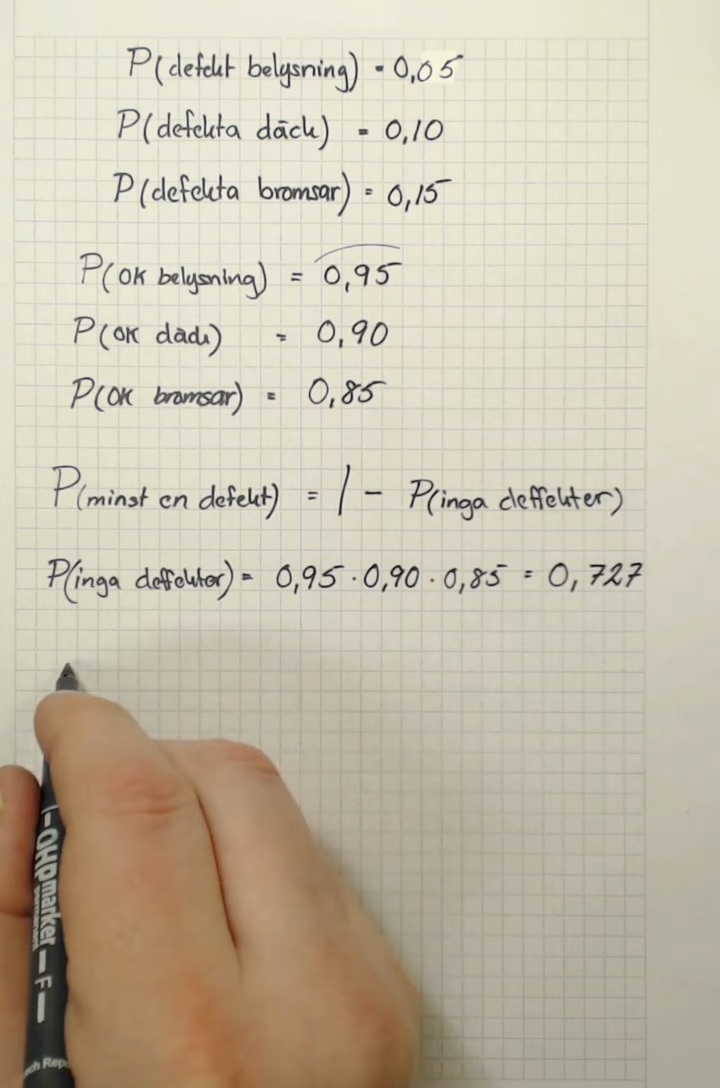 P(defekt belysning) = 0,05
P(defekta däck) = 0,10
P(defekta bromsar) = 0,15
P(OK belysning) = 0,95
P(OK däck) = 0,90
P(OK bromsar) = 0,85
P(minst en defekt) = 1 - P(inga deffekter)
P(inga deffekter) = 0,95 · 0,90 · 0,85 = 0,727
OHPmarker F
permanent